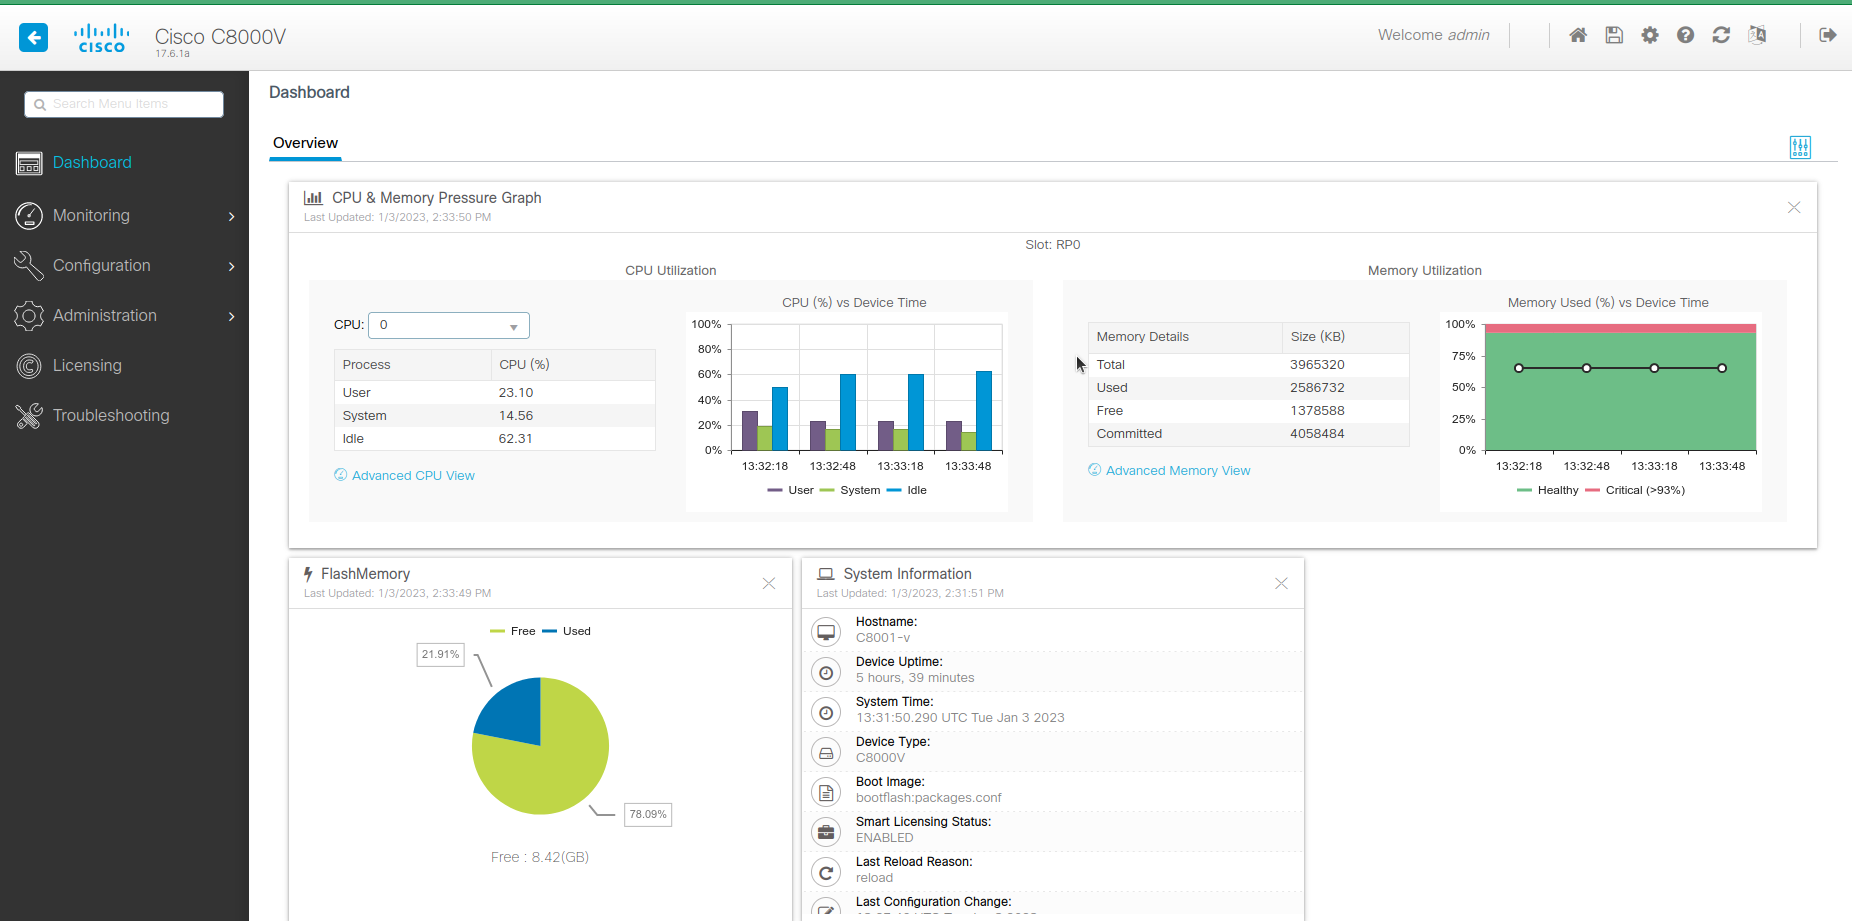 CISCO
Cisco C8000V
17.6.1a
Welcome admin
Search Menu Items
Dashboard
Monitoring
Configuration
Administration
Licensing
Troubleshooting
Dashboard
Overview
CPU & Memory Pressure Graph
Last Updated: 1/3/2023, 2:33:50 PM
Slot: RP0
CPU Utilization
CPU: 0
Process CPU (%)
User 23.10
System 14.56
Idle 62.31
Advanced CPU View
CPU (%) vs Device Time
100%
80%
60%
40%
20%
0%
13:32:18 13:32:48 13:33:18 13:33:48
User System Idle
Memory Utilization
Memory Details Size (KB)
Total 3965320
Used 2586732
Free 1378588
Committed 4058484
Advanced Memory View
Memory Used (%) vs Device Time
100%
75%
50%
25%
0%
13:32:18 13:32:48 13:33:18 13:33:48
Healthy Critical (>93%)
FlashMemory
Last Updated: 1/3/2023, 2:33:49 PM
Free Used
21.91%
78.09%
Free : 8.42(GB)
System Information
Last Updated: 1/3/2023, 2:31:51 PM
Hostname:
C8001-v
Device Uptime:
5 hours, 39 minutes
System Time:
13:31:50.290 UTC Tue Jan 3 2023
Device Type:
C8000V
Boot Image:
bootflash:packages.conf
Smart Licensing Status:
ENABLED
Last Reload Reason:
reload
Last Configuration Change: